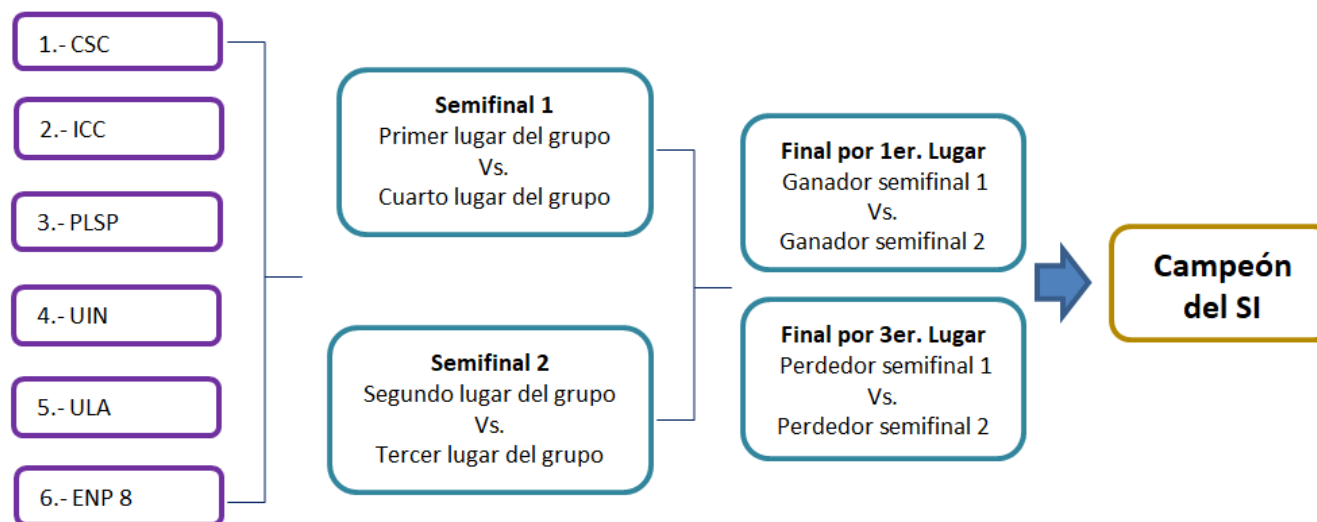 1.- CSC
2.- ICC
3.- PLSP
4.- UIN
5.- ULA
6.- ENP 8
Semifinal 1
Primer lugar del grupo
Vs.
Cuarto lugar del grupo
Semifinal 2
Segundo lugar del grupo
Vs.
Tercer lugar del grupo
Final por 1er. Lugar
Ganador semifinal 1
Vs.
Ganador semifinal 2
Final por 3er. Lugar
Perdedor semifinal 1
Vs.
Perdedor semifinal 2
Campeón
del SI